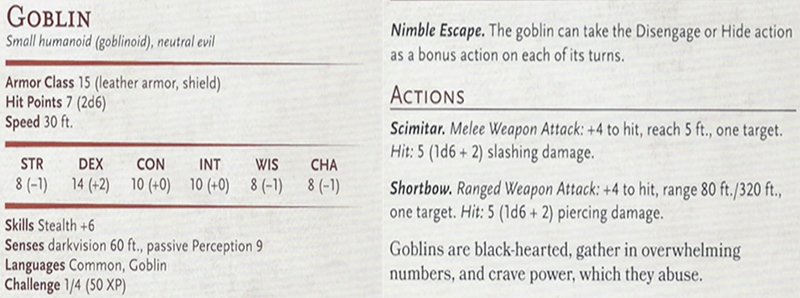 GOBLIN
Small humanoid (goblinoid), neutral evil
Armor Class 15 (leather armor, shield)
Hit Points 7 (2d6)
Speed 30 ft.
STR DEX CON INT WIS CHA
8 (–1) 14 (+2) 10 (+0) 10 (+0) 8 (–1) 8 (–1)
Skills Stealth +6
Senses darkvision 60 ft., passive Perception 9
Languages Common, Goblin
Challenge 1/4 (50 XP)
Nimble Escape. The goblin can take the Disengage or Hide action
as a bonus action on each of its turns.
ACTIONS
Scimitar. Melee Weapon Attack: +4 to hit, reach 5 ft., one target.
Hit: 5 (1d6 + 2) slashing damage.
Shortbow. Ranged Weapon Attack: +4 to hit, range 80 ft./320 ft.,
one target. Hit: 5 (1d6 + 2) piercing damage.
Goblins are black-hearted, gather in overwhelming
numbers, and crave power, which they abuse.